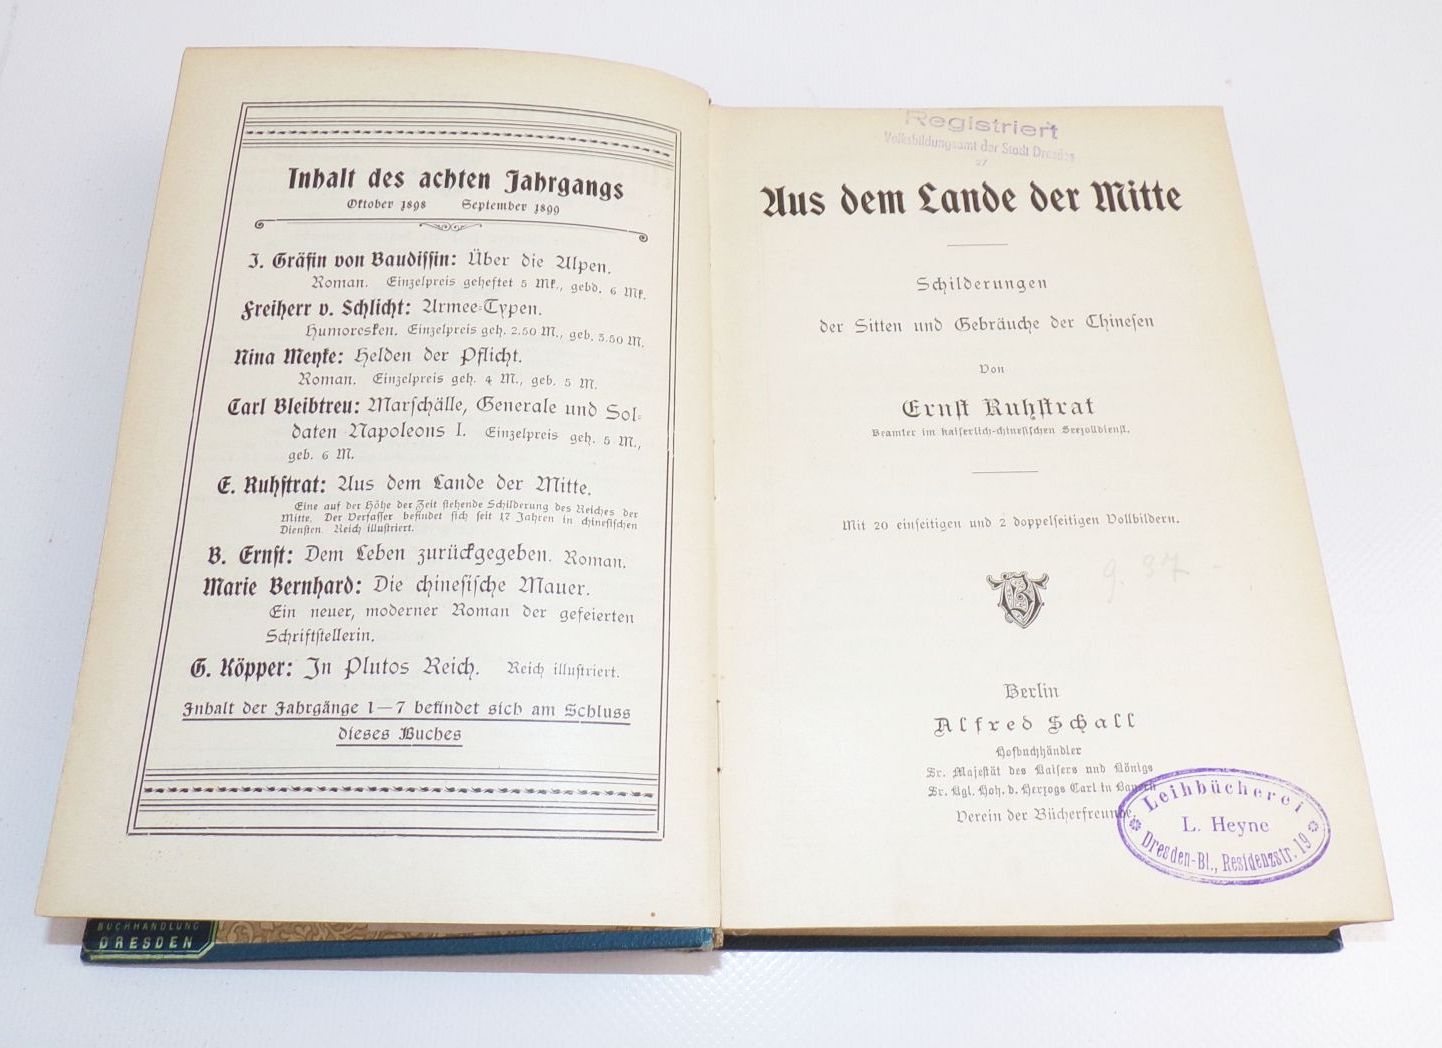 Inhalt des achten Jahrgangs
Oktober 1898 September 1899
I. Gräfin von Baudissin: Über die Alpen.
Roman. Einzelpreis geheftet 5 Mk., gebd. 6 Mk.
Freiherr v. Schlicht: Armee-Typen.
Humoresken. Einzelpreis geh. 2.50 M., geb. 3.50 M.
Nina Meyke: Helden der Pflicht.
Roman. Einzelpreis geh. 4 M., geb. 5 M.
Carl Bleibtreu: Marschälle, Generale und Sol-
daten Napoleons I. Einzelpreis geh. 5 M.,
geb. 6 M.
E. Ruhstrat: Aus dem Lande der Mitte.
Eine auf der Höhe der Zeit stehende Schilderung des Reiches der
Mitte. Der Verfasser befindet sich seit 17 Jahren in chinesischen
Diensten. Reich illustriert.
B. Ernst: Dem Leben zurückgegeben. Roman.
Marie Bernhard: Die chinesische Mauer.
Ein neuer, moderner Roman der gefeierten
Schriftstellerin.
G. Köpper: In Plutos Reich. Reich illustriert.
Inhalt der Jahrgänge 1—7 befindet sich am Schluss
dieses Buches
BUCHHANDLUNG
DRESDEN
Registriert
Volksbildungsamt der Stadt Dresden
Aus dem Lande der Mitte
Schilderungen
der Sitten und Gebräuche der Chinesen
Von
Ernst Ruhstrat
Beamter im kaiserlich-chinesischen Seezolldienst.
Mit 20 einseitigen und 2 doppelseitigen Vollbildern.
9. 37 -
Berlin
Alfred Schall
Hofbuchhändler
Sr. Majestät des Kaisers und Königs
Sr. Kgl. Hoh. d. Herzogs Carl in Bayern
Verein der Bücherfreunde.
Leihbücherei
L. Heyne
Dresden-Bl., Residenzstr. 19